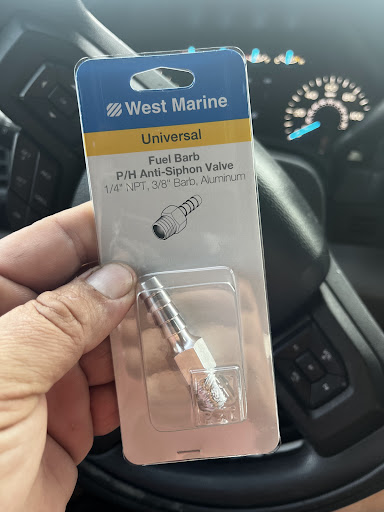 West Marine
Universal
Fuel Barb
P/H Anti-Siphon Valve
1/4" NPT, 3/8" Barb, Aluminum